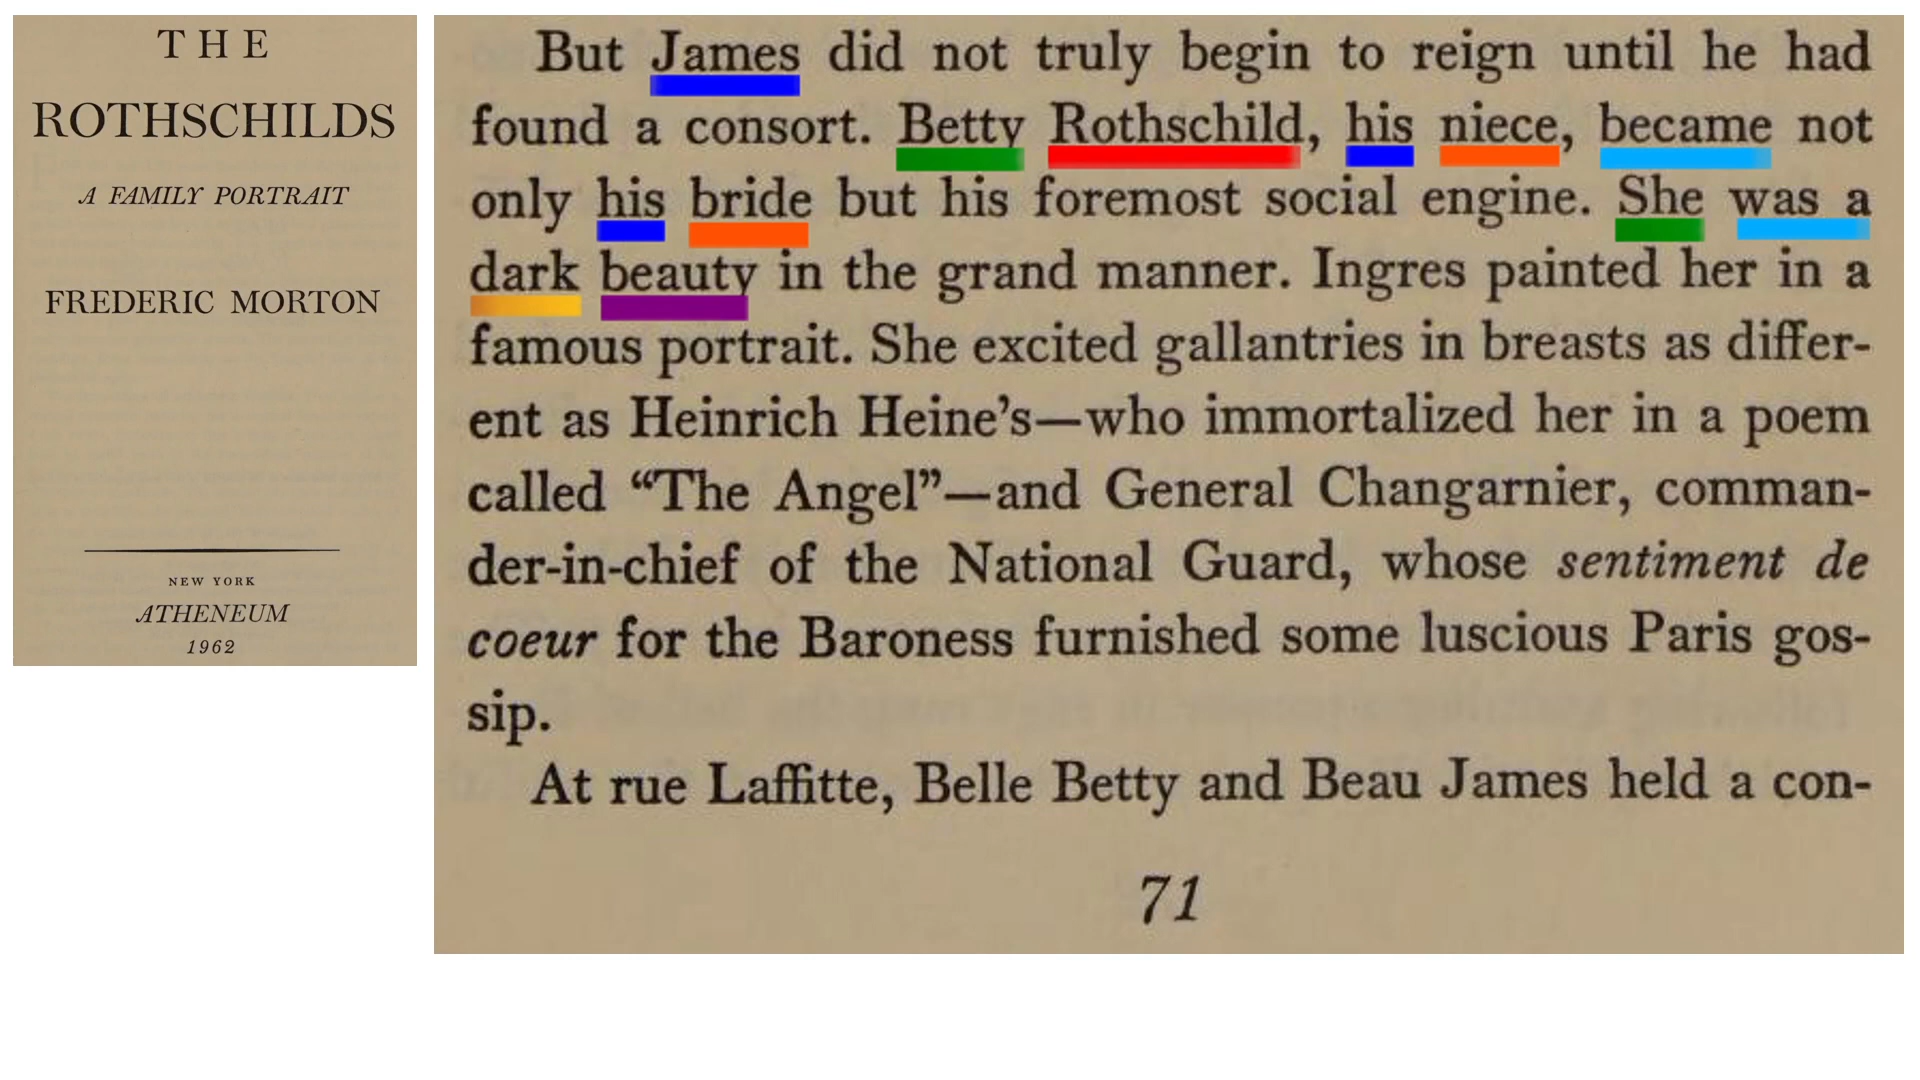 THE
ROTHSCHILDS
A FAMILY PORTRAIT
FREDERIC MORTON
NEW YORK
ATHENEUM
1962
But James did not truly begin to reign until he had
found a consort. Betty Rothschild, his niece, became not
only his bride but his foremost social engine. She was a
dark beauty in the grand manner. Ingres painted her in a
famous portrait. She excited gallantries in breasts as differ-
ent as Heinrich Heine’s—who immortalized her in a poem
called “The Angel”—and General Changarnier, comman-
der-in-chief of the National Guard, whose sentiment de
coeur for the Baroness furnished some luscious Paris gos-
sip.
At rue Laffitte, Belle Betty and Beau James held a con-
71